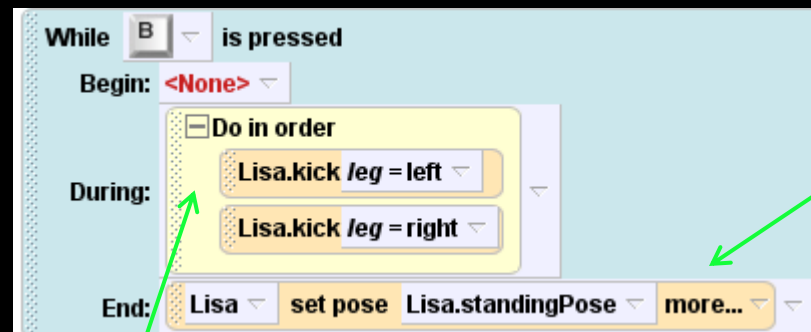 While B is pressed
Begin: <None>
Do in order
Lisa.kick leg = left
During:
Lisa.kick leg = right
End: Lisa set pose Lisa.standingPose more...